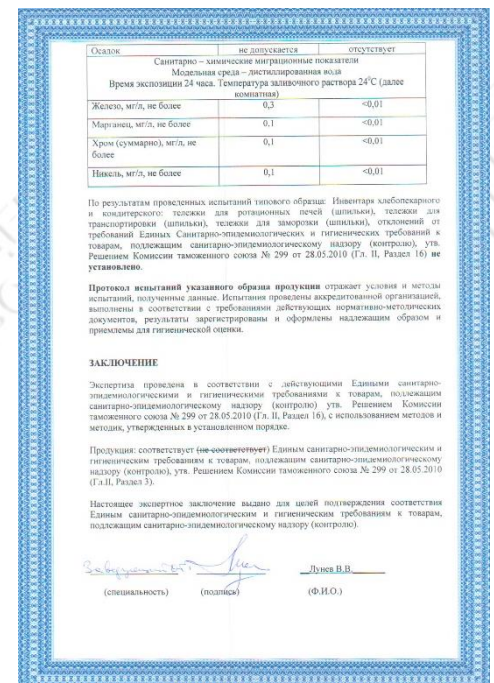 Осадок не допускается отсутствует
Санитарно – химические миграционные показатели
Модельная среда – дистиллированная вода
Время экспозиции 24 часа. Температура заливочного раствора 24°С (далее
комнатная)
Железо, мг/л, не более 0,3 <0,01
Марганец, мг/л, не более 0,1 <0,01
Хром (суммарно), мг/л, не
более 0,1 <0,01
Никель, мг/л, не более 0,1 <0,01
По результатам проведенных испытаний типового образца: Инвентаря хлебопекарного
и кондитерского: тележки для ротационных печей (шпильки), тележки для
транспортировки (шпильки), тележки для заморозки (шпильки), отклонений от
требований Единых Санитарно-эпидемиологических и гигиенических требований к
товарам, подлежащим санитарно-эпидемиологическому надзору (контролю), утв.
Решением Комиссии таможенного союза № 299 от 28.05.2010 (Гл. II, Раздел 16) не
установлено.
Протокол испытаний указанного образца продукции отражает условия и методы
испытаний, полученные данные. Испытания проведены аккредитованной организацией,
выполнены в соответствии с требованиями действующих нормативно-методических
документов, результаты зарегистрированы и оформлены надлежащим образом и
приемлемы для гигиенической оценки.
ЗАКЛЮЧЕНИЕ
Экспертиза проведена в соответствии с действующими Едиными санитарно-
эпидемиологическими и гигиеническими требованиями к товарам, подлежащим
санитарно-эпидемиологическому надзору (контролю) утв. Решением Комиссии
таможенного союза № 299 от 28.05.2010 (Гл. II, Раздел 16), с использованием методов и
методик, утвержденных в установленном порядке.
Продукция: соответствует (не соответствует) Единым санитарно-эпидемиологическим и
гигиеническим требованиям к товарам, подлежащим санитарно-эпидемиологическому
надзору (контролю), утв. Решением Комиссии таможенного союза № 299 от 28.05.2010
(Гл.II, Раздел 3).
Настоящее экспертное заключение выдано для целей подтверждения соответствия
Единым санитарно-эпидемиологическим и гигиеническим требованиям к товарам,
подлежащим санитарно-эпидемиологическому надзору (контролю).
Лунев В.В.
(специальность) (подпись) (Ф.И.О.)